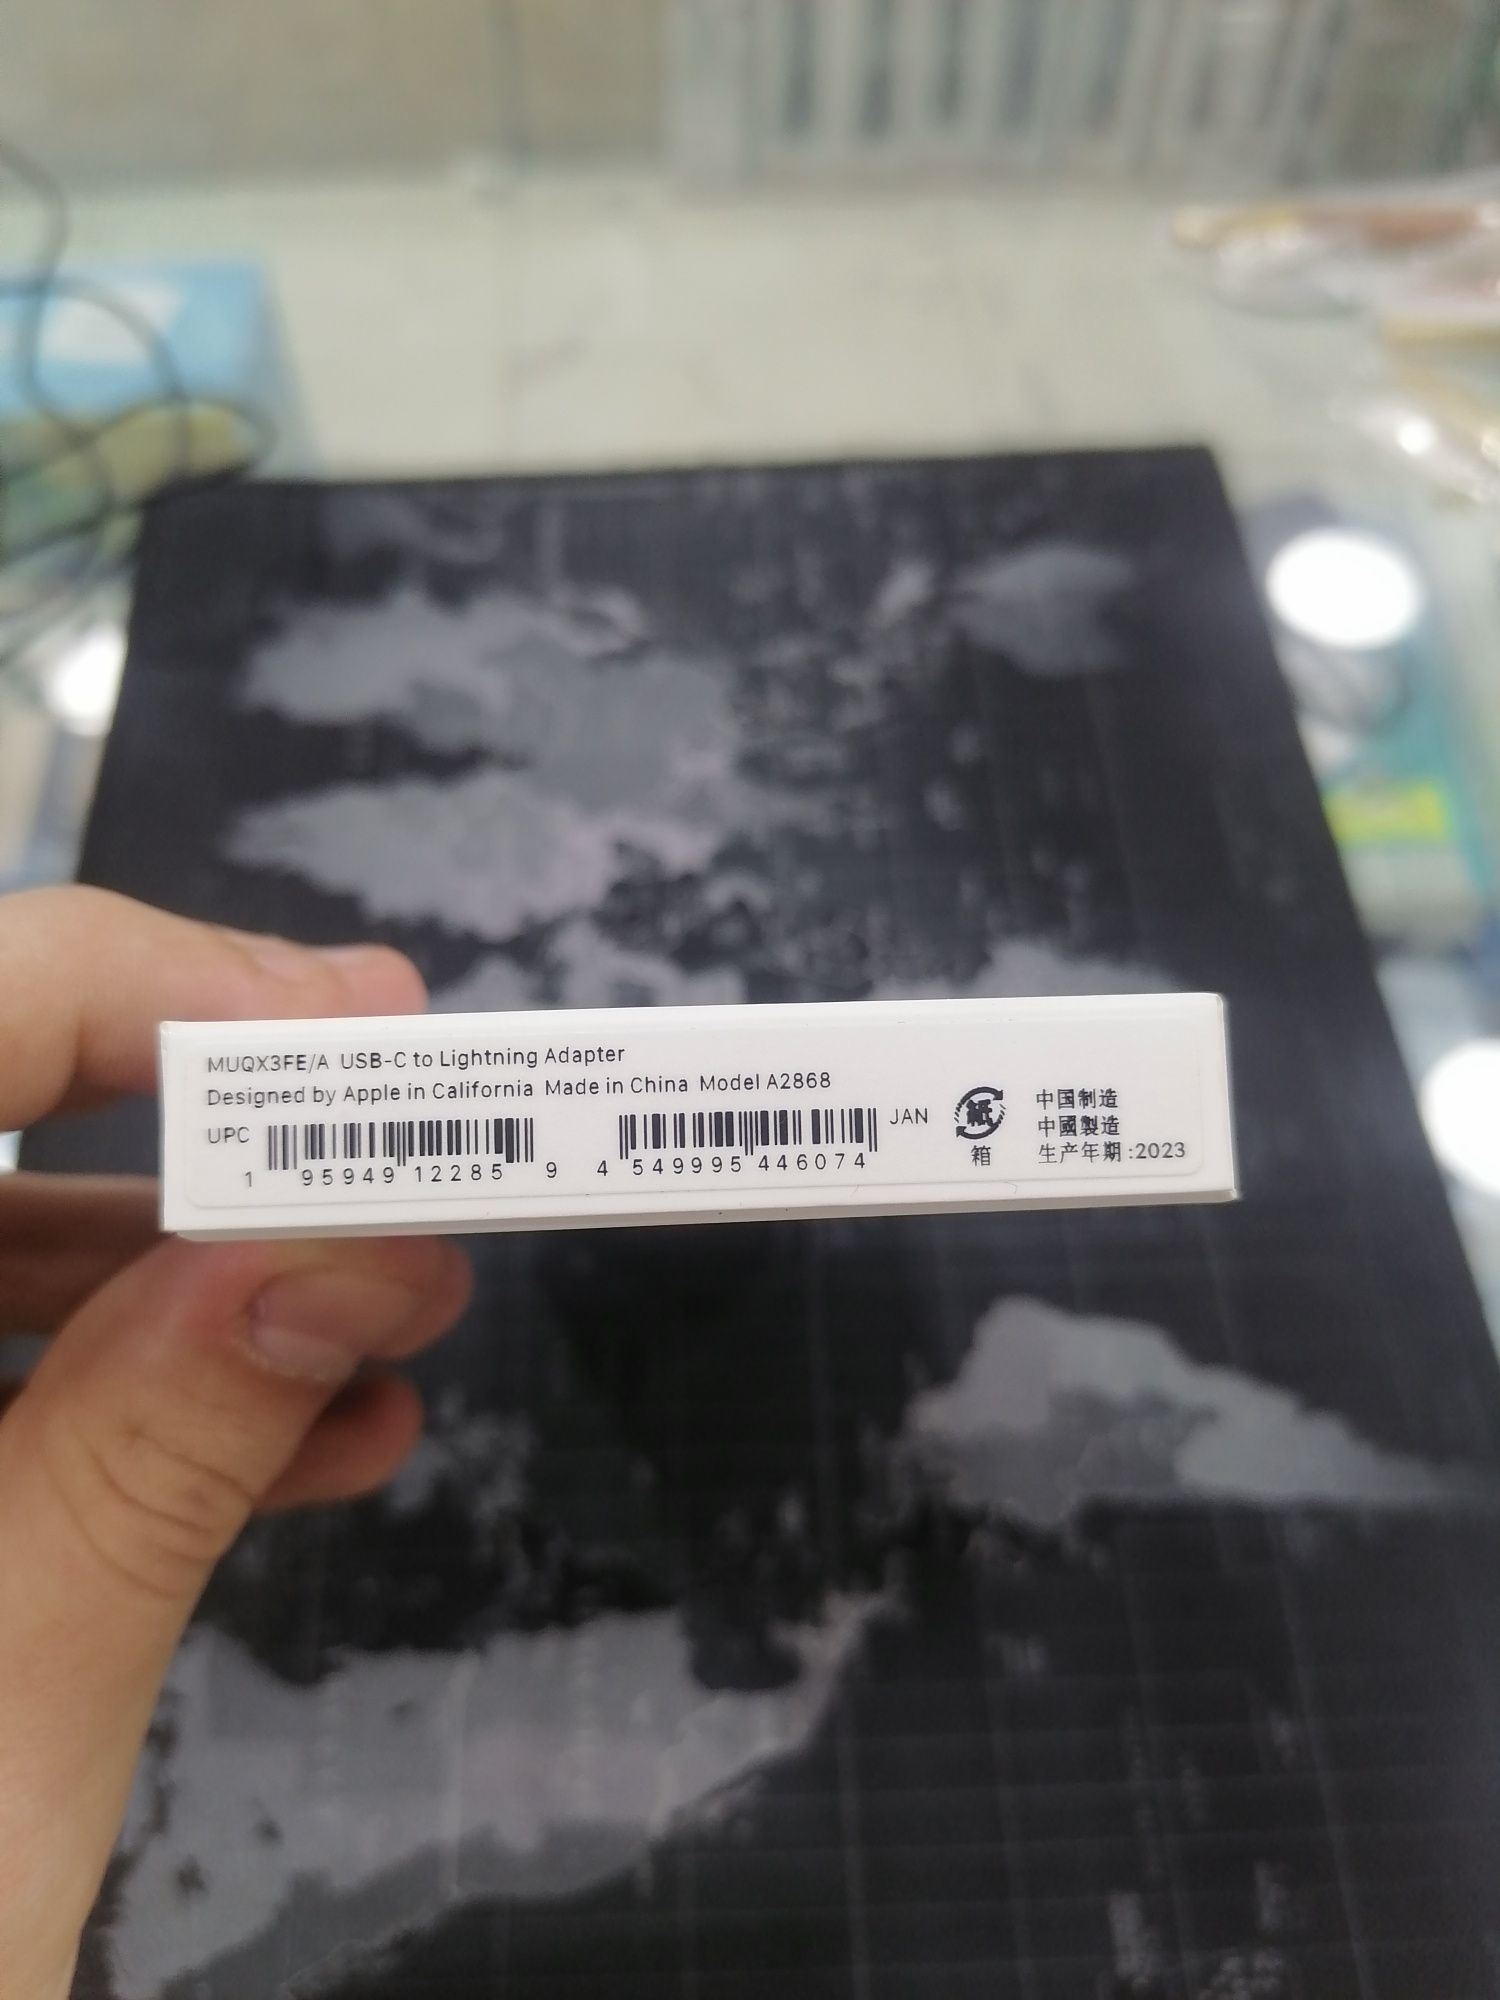 MUQX3FE/A USB-C to Lightning Adapter
Designed by Apple in California Made in China Model A2868
UPC
1 95949 12285 9
4 549995 446074
JAN
紙
箱
中国制造
中國製造
生产年期:2023